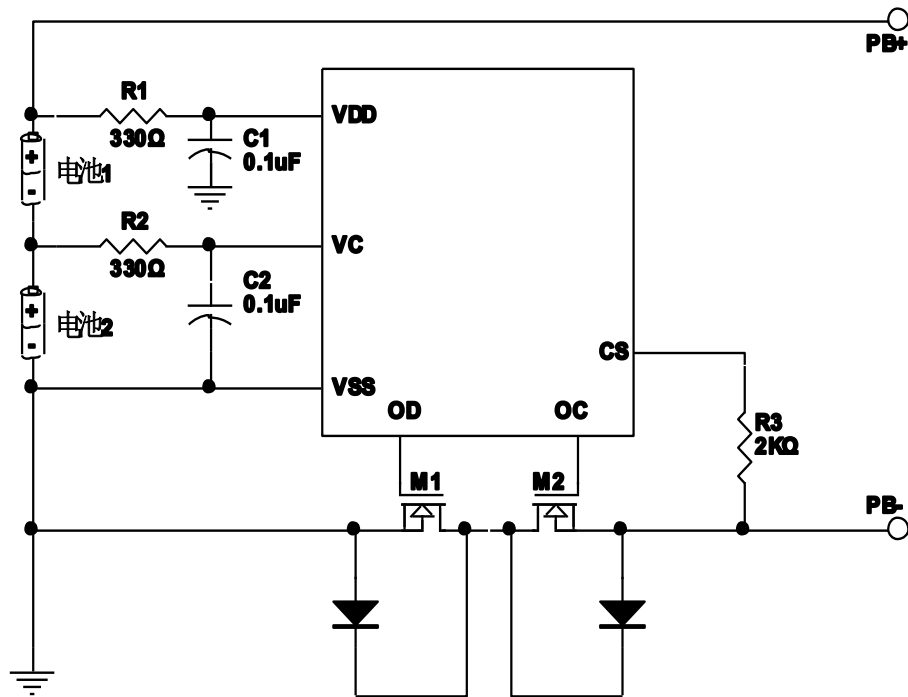 PB+
R1
330Ω
VDD
C1
0.1uF
+
电池1
-
R2
330Ω
VC
C2
0.1uF
+
电池2
-
CS
VSS
OD
OC
R3
2KΩ
M1
M2
PB-